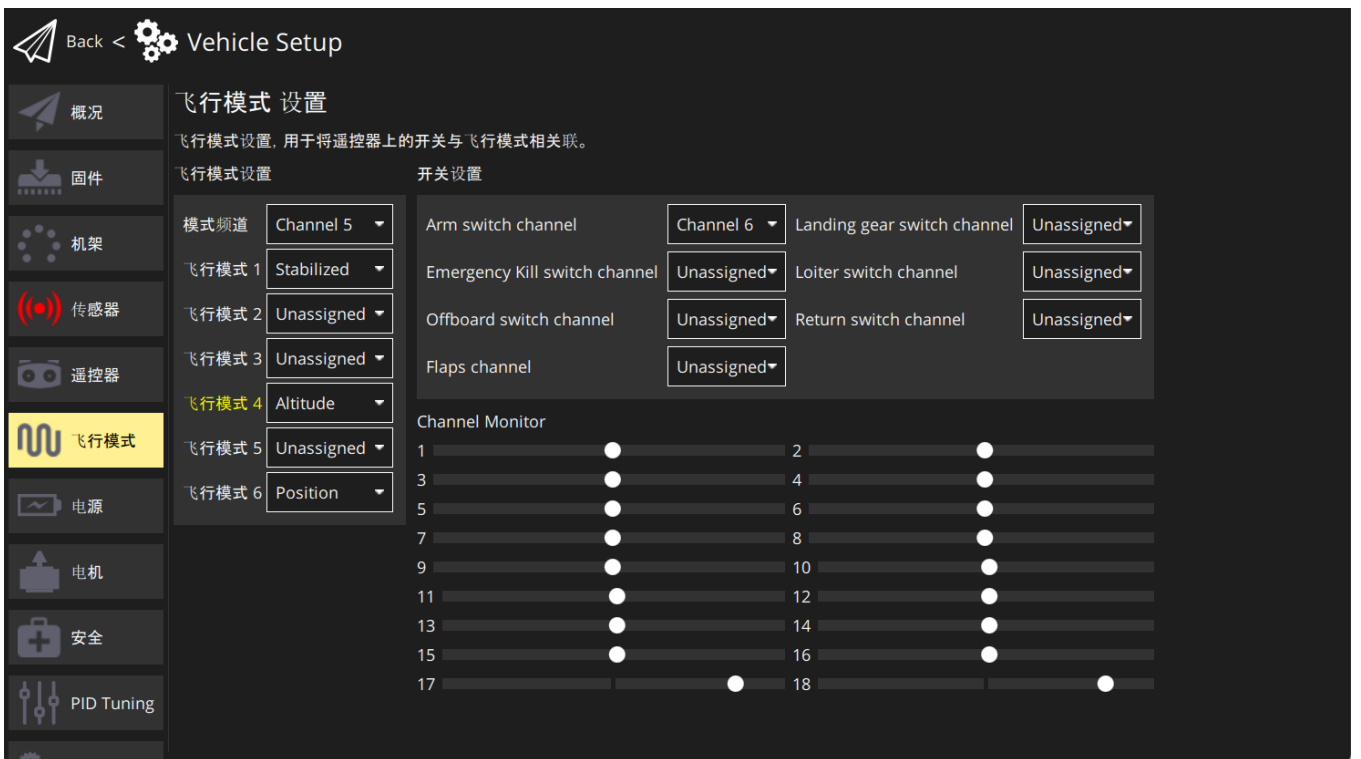 Back < Vehicle Setup
概况
固件
机架
传感器
遥控器
飞行模式
电源
电机
安全
PID Tuning
飞行模式 设置
飞行模式设置, 用于将遥控器上的开关与飞行模式相关联。
飞行模式设置
模式频道 Channel 5
飞行模式 1 Stabilized
飞行模式 2 Unassigned
飞行模式 3 Unassigned
飞行模式 4 Altitude
飞行模式 5 Unassigned
飞行模式 6 Position
开关设置
Arm switch channel Channel 6 Landing gear switch channel Unassigned
Emergency Kill switch channel Unassigned Loiter switch channel Unassigned
Offboard switch channel Unassigned Return switch channel Unassigned
Flaps channel Unassigned
Channel Monitor
1 2
3 4
5 6
7 8
9 10
11 12
13 14
15 16
17 18